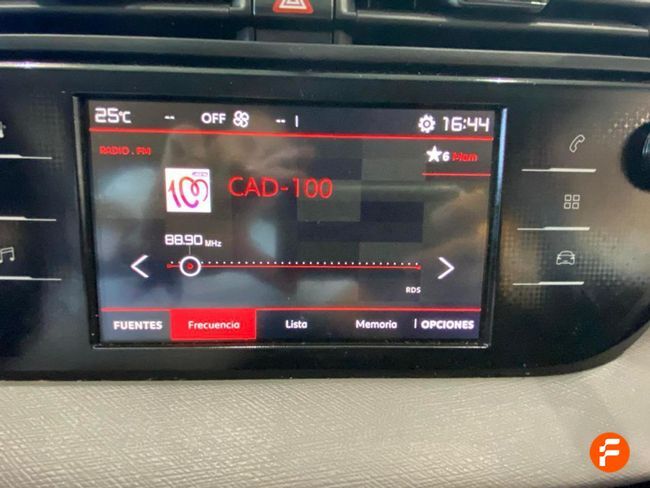 25°C -- OFF -- 16:44
RADIO . FM
6 Mem
100
CAD-100
88.90 MHz
RDS
FUENTES Frecuencia Lista Memoria OPCIONES